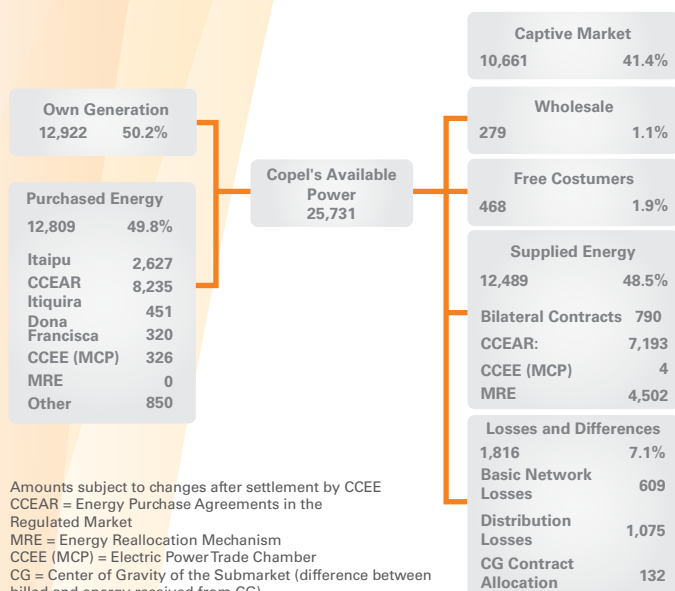 Own Generation
12,922 50.2%
Purchased Energy
12,809 49.8%
Itaipu 2,627
CCEAR 8,235
Itiquira 451
Dona
Francisca 320
CCEE (MCP) 326
MRE 0
Other 850
Copel's Available
Power
25,731
Captive Market
10,661 41.4%
Wholesale
279 1.1%
Free Costumers
468 1.9%
Supplied Energy
12,489 48.5%
Bilateral Contracts 790
CCEAR: 7,193
CCEE (MCP) 4
MRE 4,502
Losses and Differences
1,816 7.1%
Basic Network
Losses 609
Distribution
Losses 1,075
CG Contract
Allocation 132
Amounts subject to changes after settlement by CCEE
CCEAR = Energy Purchase Agreements in the
Regulated Market
MRE = Energy Reallocation Mechanism
CCEE (MCP) = Electric Power Trade Chamber
CG = Center of Gravity of the Submarket (difference between
billed and energy received from CG)